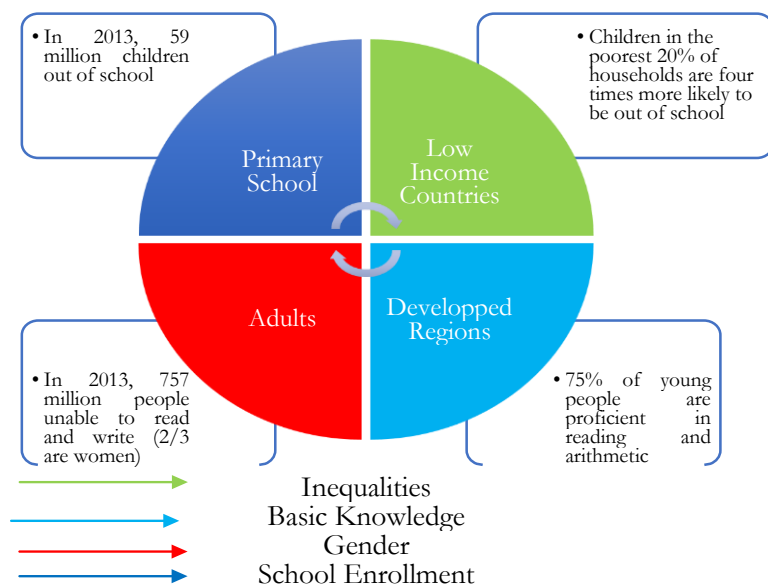 • In 2013, 59
million children
out of school
• Children in the
poorest 20% of
households are four
times more likely to
be out of school
Primary
School
Low
Income
Countries
Adults
Developped
Regions
• In 2013, 757
million people
unable to read
and write (2/3
are women)
• 75% of young
people are
proficient in
reading and
arithmetic
Inequalities
Basic Knowledge
Gender
School Enrollment